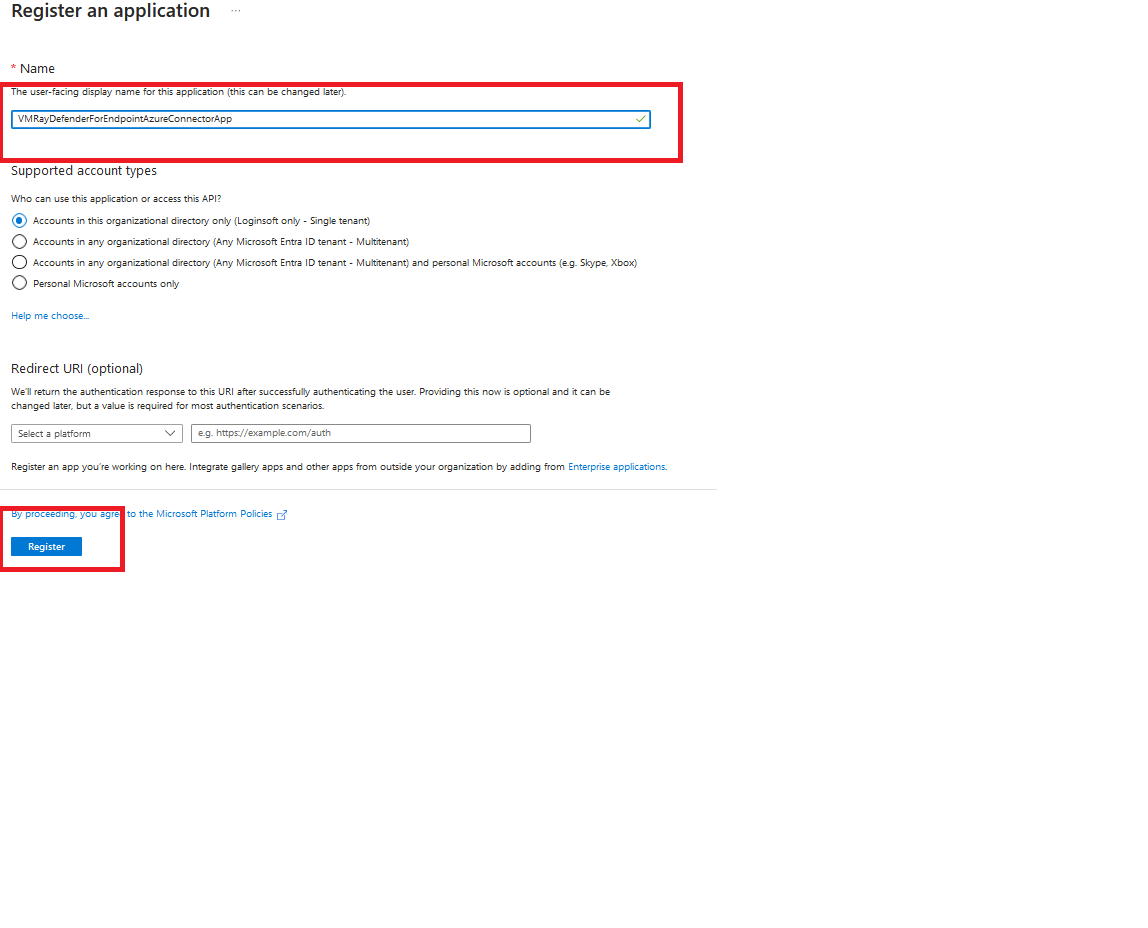 Register an application ...
* Name
The user-facing display name for this application (this can be changed later).
VMRayDefenderForEndpointAzureConnectorApp
Supported account types
Who can use this application or access this API?
Accounts in this organizational directory only (Loginsoft only - Single tenant)
Accounts in any organizational directory (Any Microsoft Entra ID tenant - Multitenant)
Accounts in any organizational directory (Any Microsoft Entra ID tenant - Multitenant) and personal Microsoft accounts (e.g. Skype, Xbox)
Personal Microsoft accounts only
Help me choose...
Redirect URI (optional)
We'll return the authentication response to this URI after successfully authenticating the user. Providing this now is optional and it can be
changed later, but a value is required for most authentication scenarios.
Select a platform e.g. https://example.com/auth
Register an app you're working on here. Integrate gallery apps and other apps from outside your organization by adding from Enterprise applications.
By proceeding, you agree to the Microsoft Platform Policies
Register